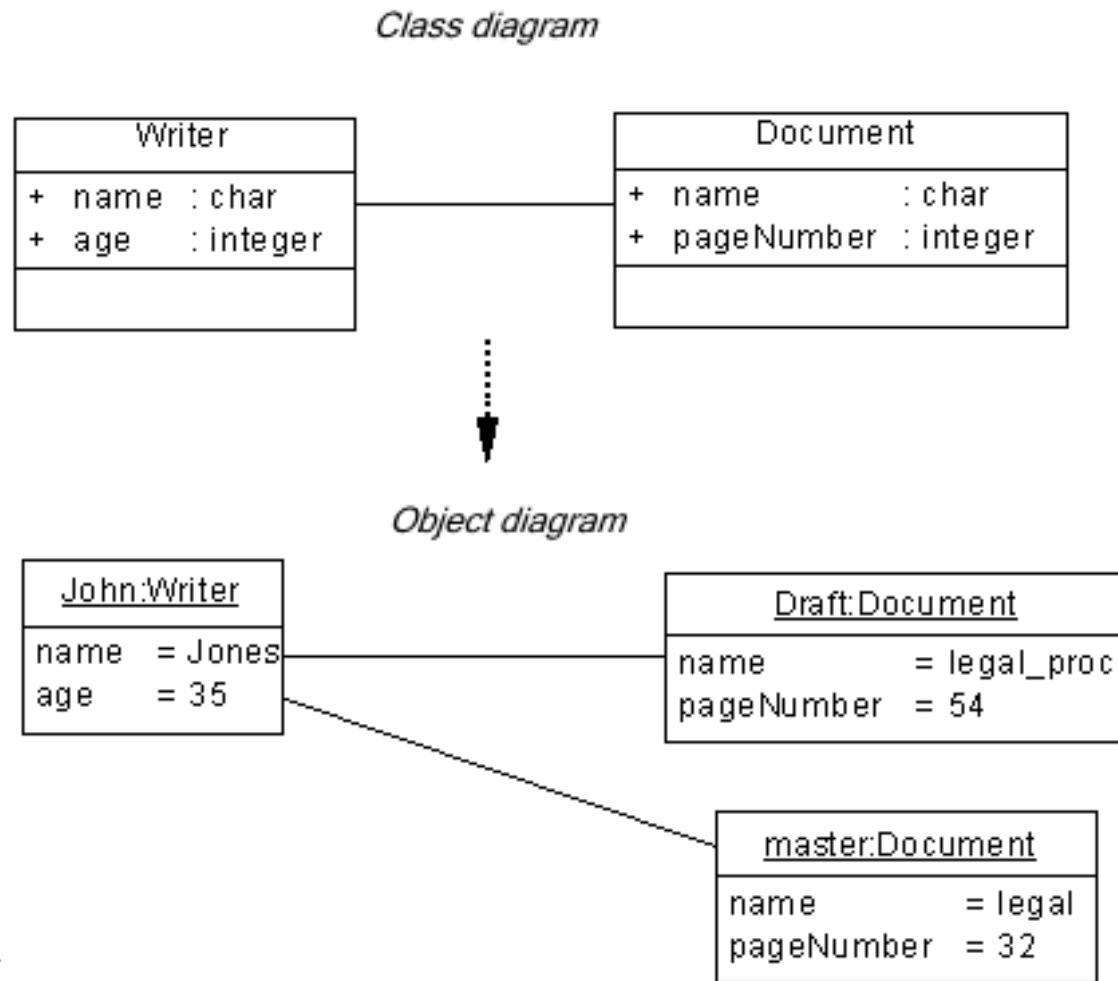 Class diagram
Writer
+ name : char
+ age : integer
Document
+ name : char
+ pageNumber : integer
Object diagram
John:Writer
name = Jones
age = 35
Draft:Document
name = legal_proc
pageNumber = 54
master:Document
name = legal
pageNumber = 32